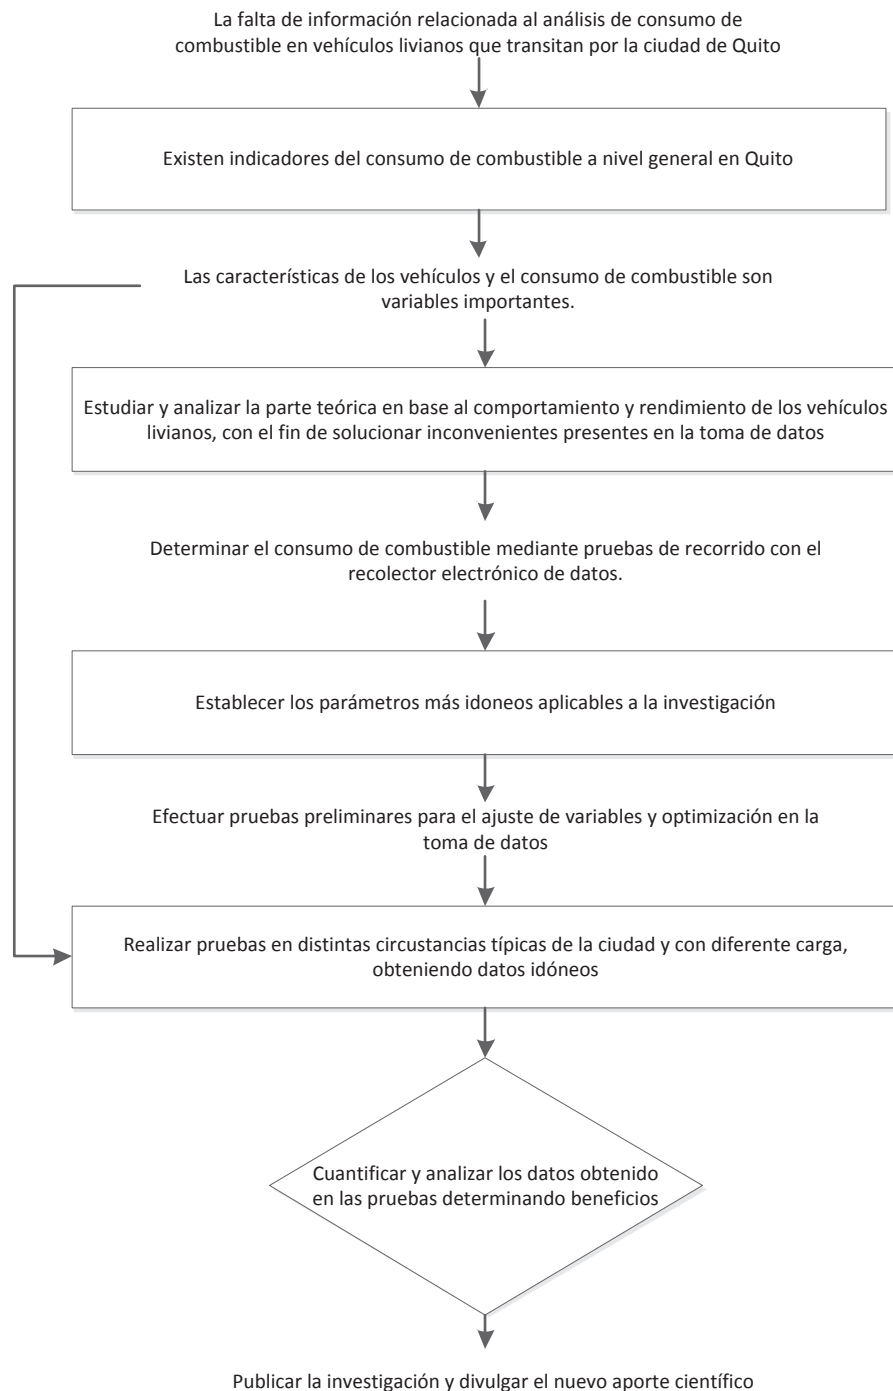 La falta de información relacionada al análisis de consumo de
combustible en vehículos livianos que transitan por la ciudad de Quito
Existen indicadores del consumo de combustible a nivel general en Quito
Las características de los vehículos y el consumo de combustible son
variables importantes.
Estudiar y analizar la parte teórica en base al comportamiento y rendimiento de los vehículos
livianos, con el fin de solucionar inconvenientes presentes en la toma de datos
Determinar el consumo de combustible mediante pruebas de recorrido con el
recolector electrónico de datos.
Establecer los parámetros más idoneos aplicables a la investigación
Efectuar pruebas preliminares para el ajuste de variables y optimización en la
toma de datos
Realizar pruebas en distintas circustancias típicas de la ciudad y con diferente carga,
obteniendo datos idóneos
Cuantificar y analizar los datos obtenido
en las pruebas determinando beneficios
Publicar la investigación y divulgar el nuevo aporte científico